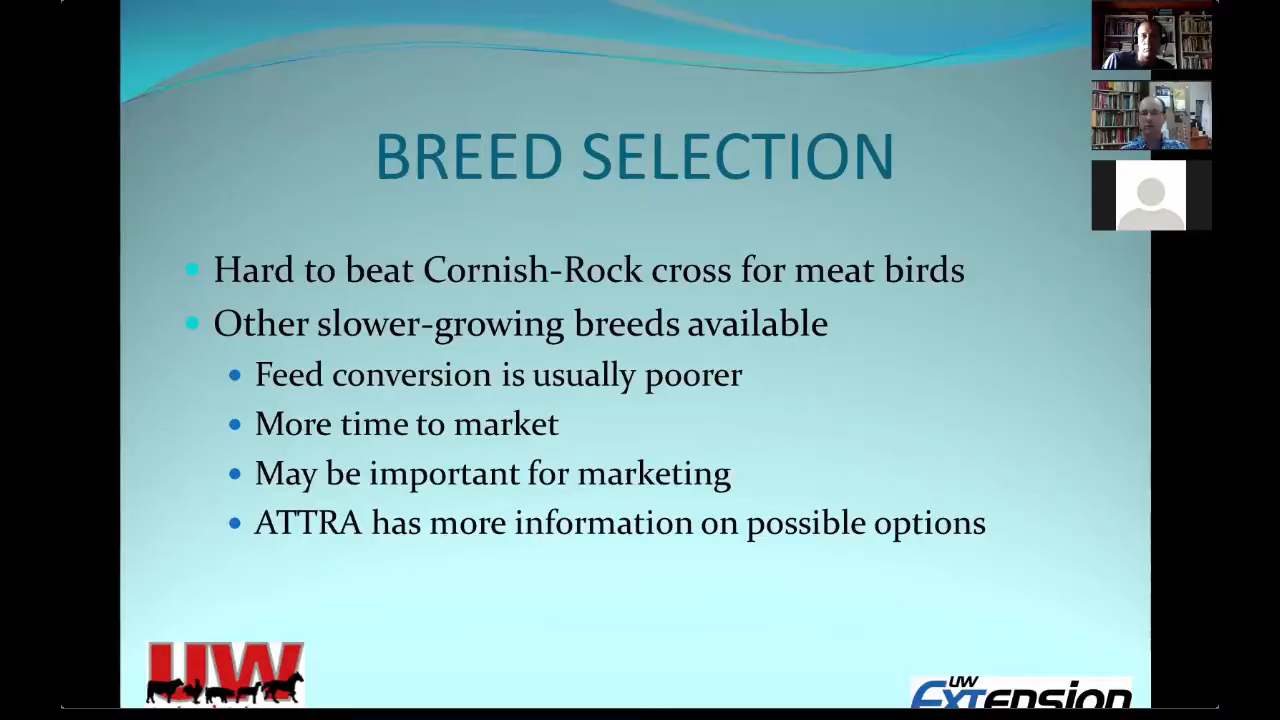 BREED SELECTION
Hard to beat Cornish-Rock cross for meat birds
Other slower-growing breeds available
Feed conversion is usually poorer
More time to market
May be important for marketing
ATTRA has more information on possible options
UW
UW
Extension